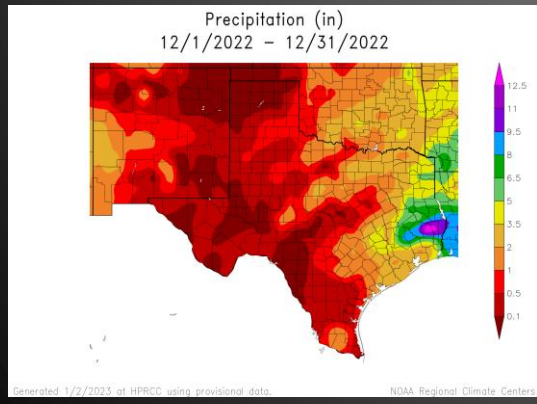 Precipitation (in)
12/1/2022 – 12/31/2022
12.5
11
9.5
8
6.5
5
3.5
2
1
0.5
0.1
Generated 1/2/2023 at HPRCC using provisional data.
NOAA Regional Climate Centers